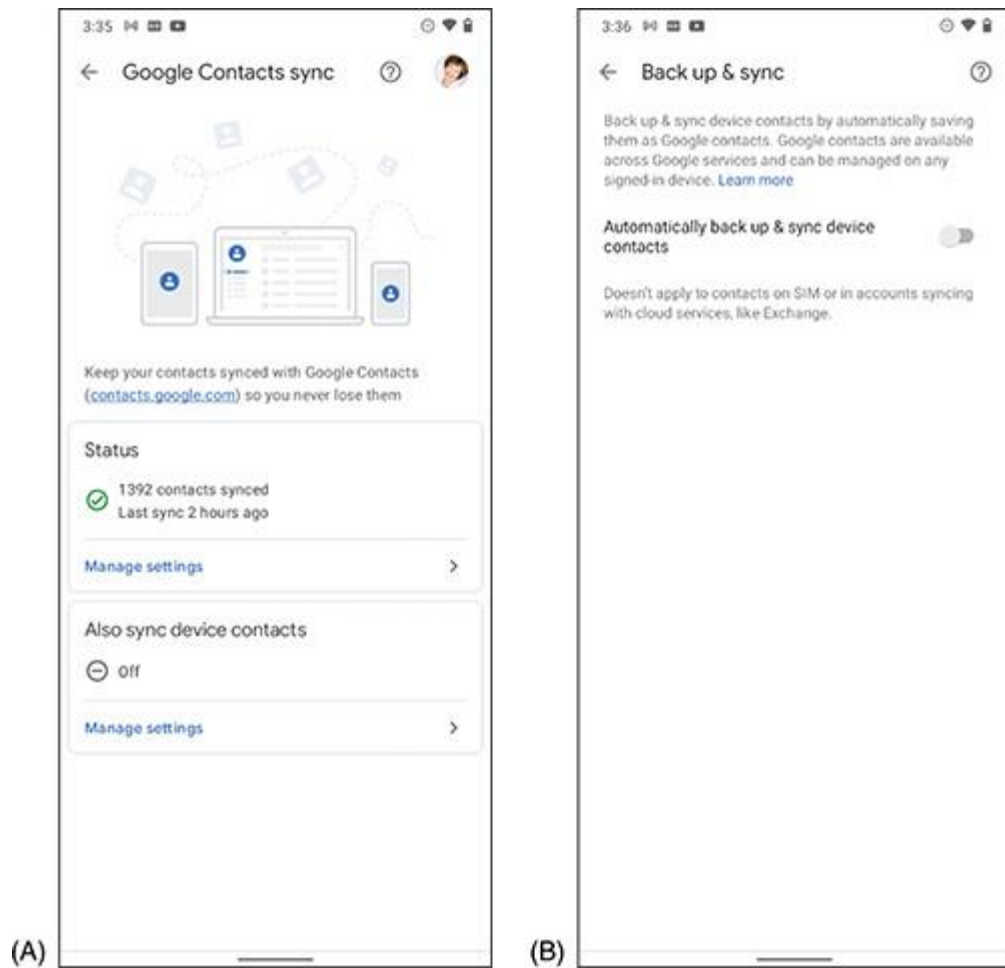 3:35
Google Contacts sync
Keep your contacts synced with Google Contacts
(contacts.google.com) so you never lose them
Status
1392 contacts synced
Last sync 2 hours ago
Manage settings
Also sync device contacts
Off
Manage settings
(A)
3:36
Back up & sync
Back up & sync device contacts by automatically saving
them as Google contacts. Google contacts are available
across Google services and can be managed on any
signed-in device. Learn more
Automatically back up & sync device
contacts
Doesn't apply to contacts on SIM or in accounts syncing
with cloud services, like Exchange.
(B)